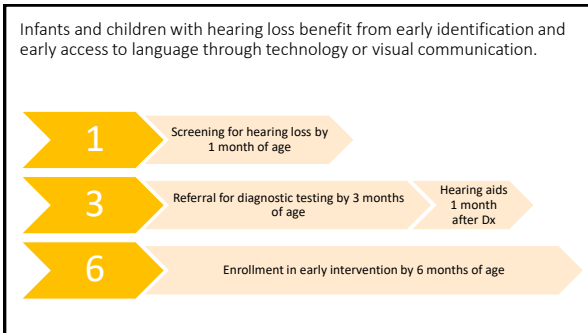 Infants and children with hearing loss benefit from early identification and
early access to language through technology or visual communication.
1
Screening for hearing loss by
1 month of age
3
Referral for diagnostic testing by 3 months
of age
Hearing aids
1 month
after Dx
6
Enrollment in early intervention by 6 months of age